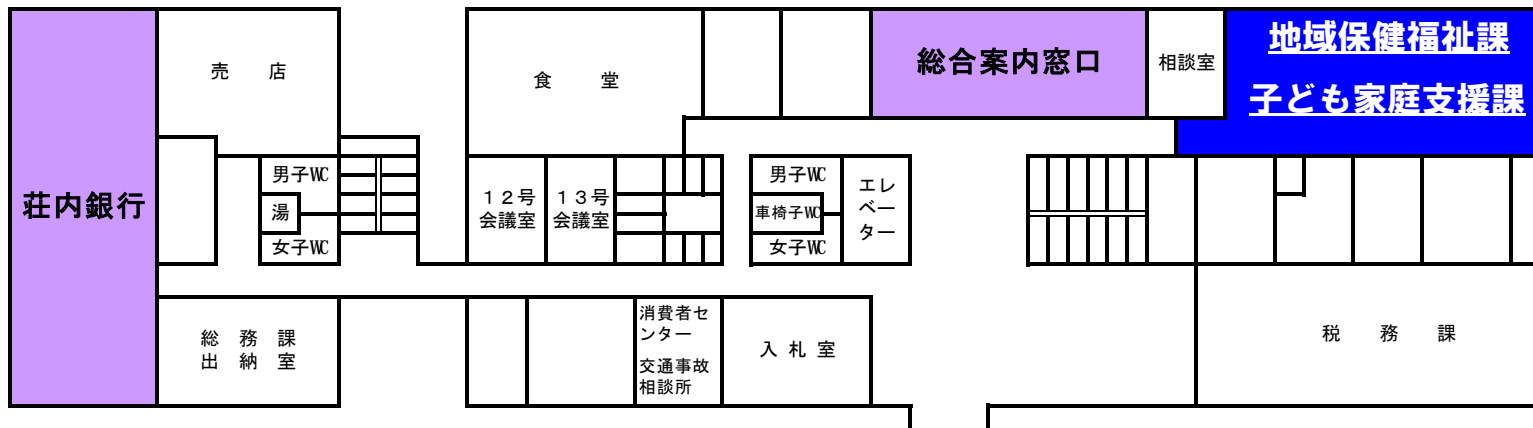 売　店
食　堂
総合案内窓口
相談室
地域保健福祉課
子ども家庭支援課
荘内銀行
男子WC
湯
女子WC
１２号
会議室
１３号
会議室
男子WC
車椅子WC
女子WC
エレ
ベー
ター
総　務　課
出　納　室
消費者セ
ンター
交通事故
相談所
入 札 室
税　務　課